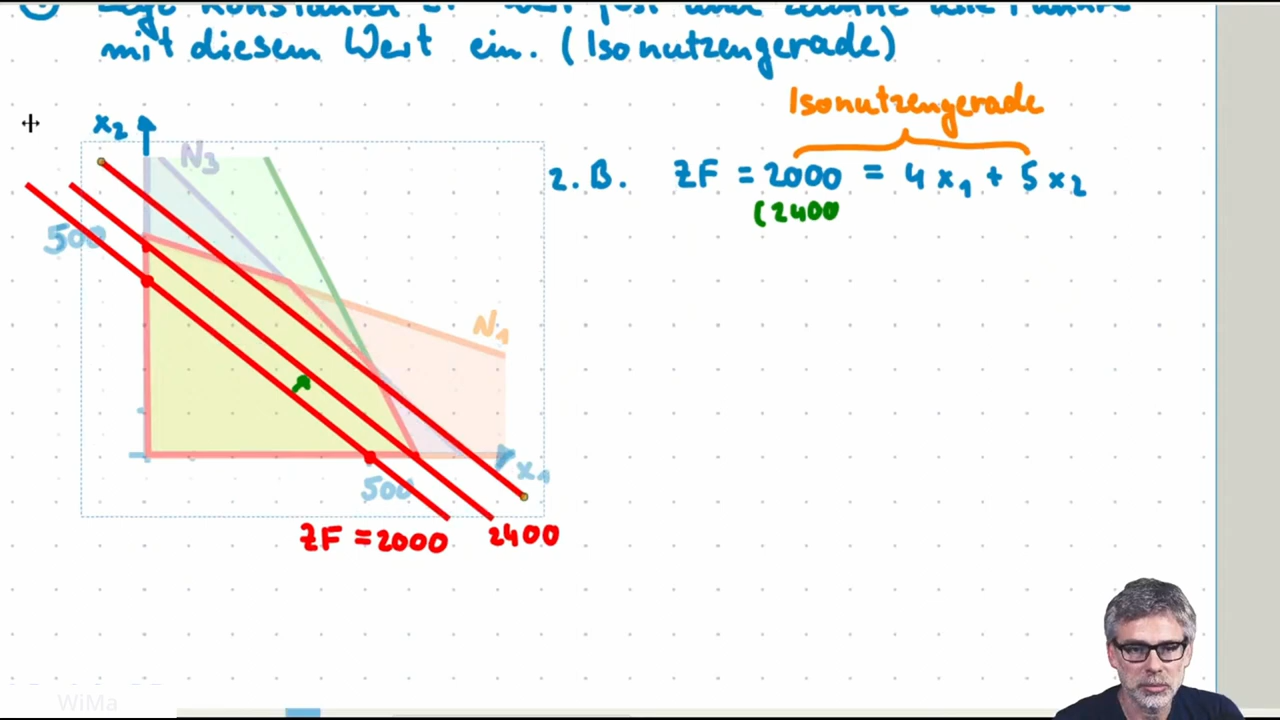 mit diesem Wert ein. (Isonutzengerade)
Isonutzengerade
x₂
N₃
z.B. ZF = 2000 = 4x₁ + 5x₂
(2400
500
N₁
x₁
500
ZF = 2000 2400
WiMa